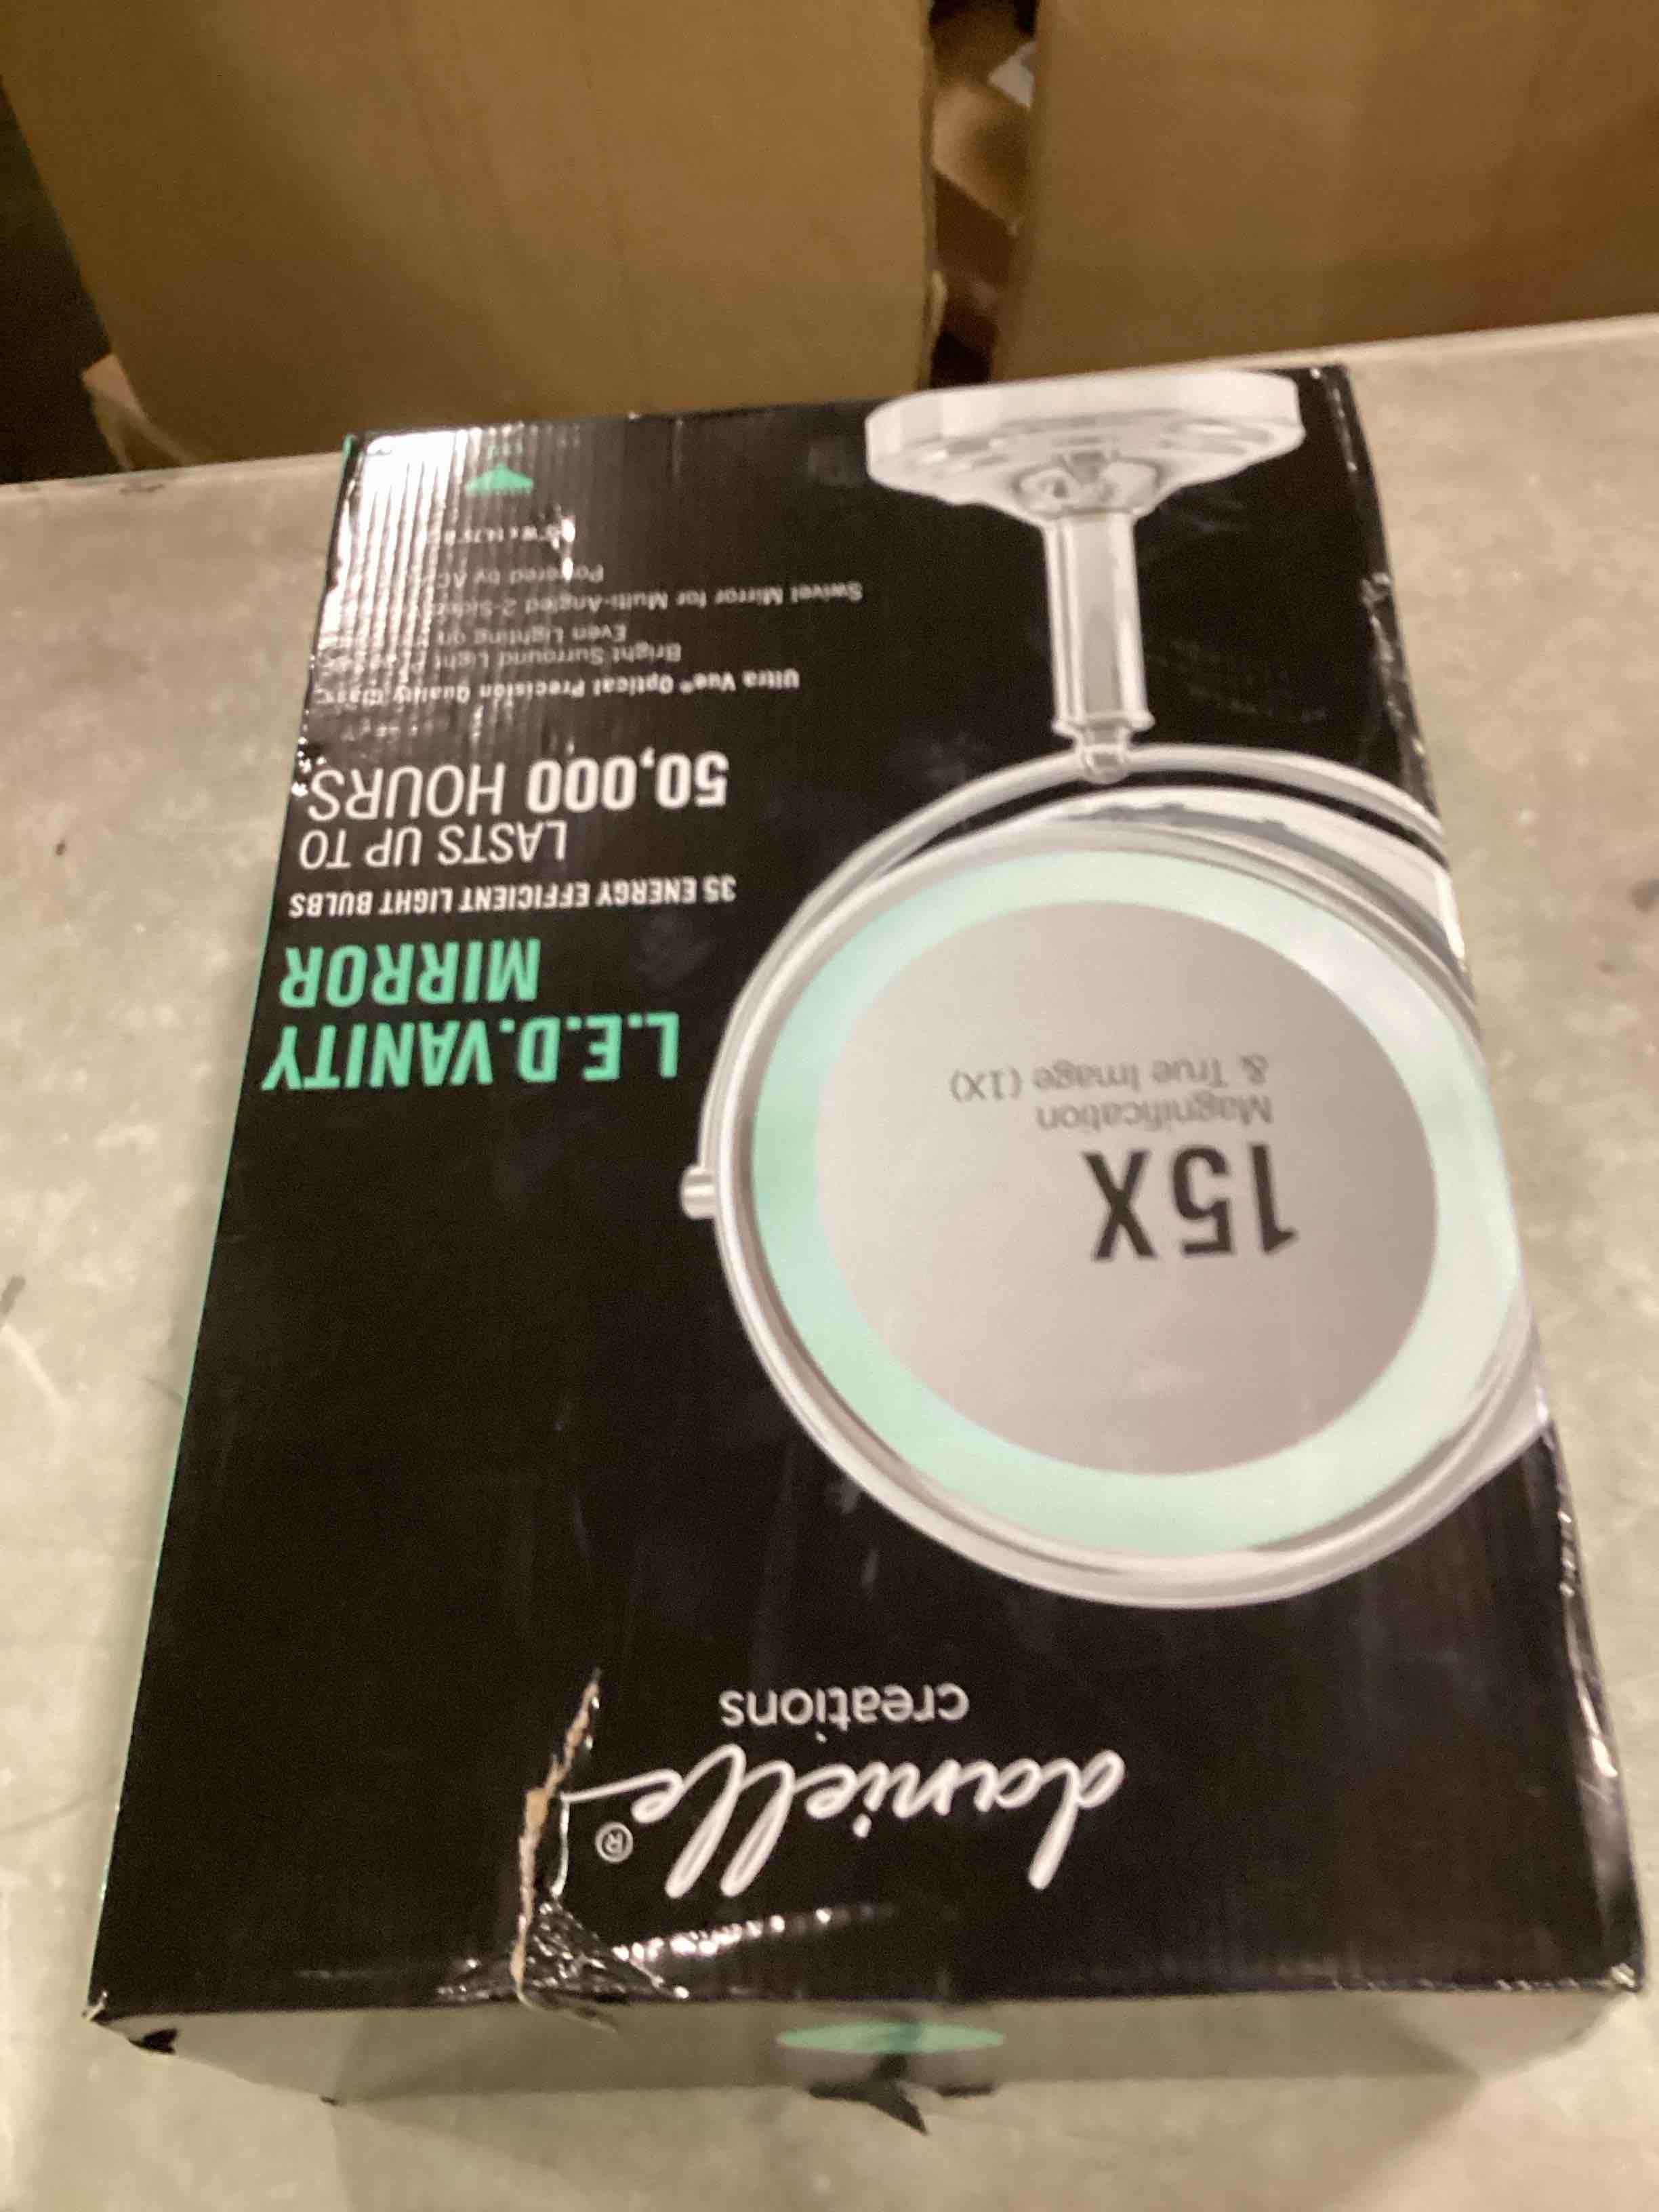 danielle®
creations
15X
Magnification
& True Image (1X)
L.E.D. VANITY
MIRROR
35 ENERGY EFFICIENT LIGHT BULBS
LASTS UP TO
50,000 HOURS
Ultra Vue® Optical Precision Quality Glass
Bright Surround Light
Even Lighting on
Swivel Mirror for Multi-Angled 2-Sided
Powered by AC